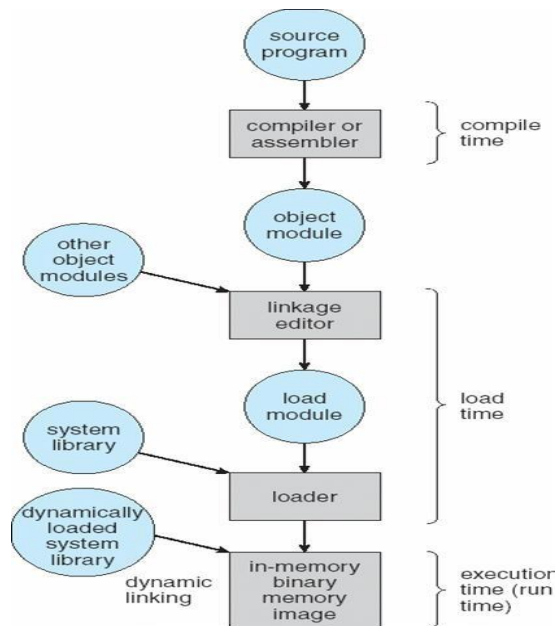 source
program
compiler or
assembler
compile
time
object
module
other
object
modules
linkage
editor
load
module
load
time
system
library
loader
dynamically
loaded
system
library
dynamic
linking
in-memory
binary
memory
image
execution
time (run
time)